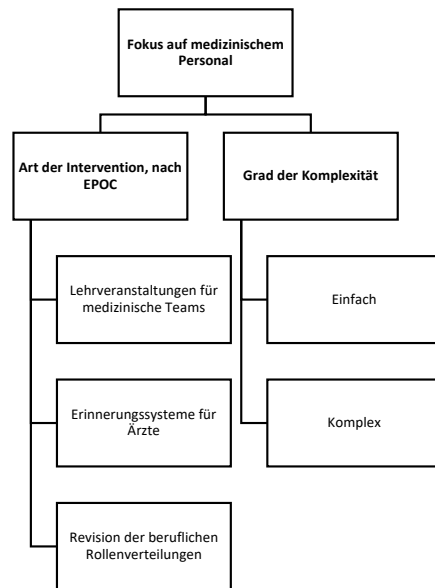 Fokus auf medizinischem
Personal
Art der Intervention, nach
EPOC
Grad der Komplexität
Lehrveranstaltungen für
medizinische Teams
Einfach
Erinnerungssysteme für
Ärzte
Komplex
Revision der beruflichen
Rollenverteilungen